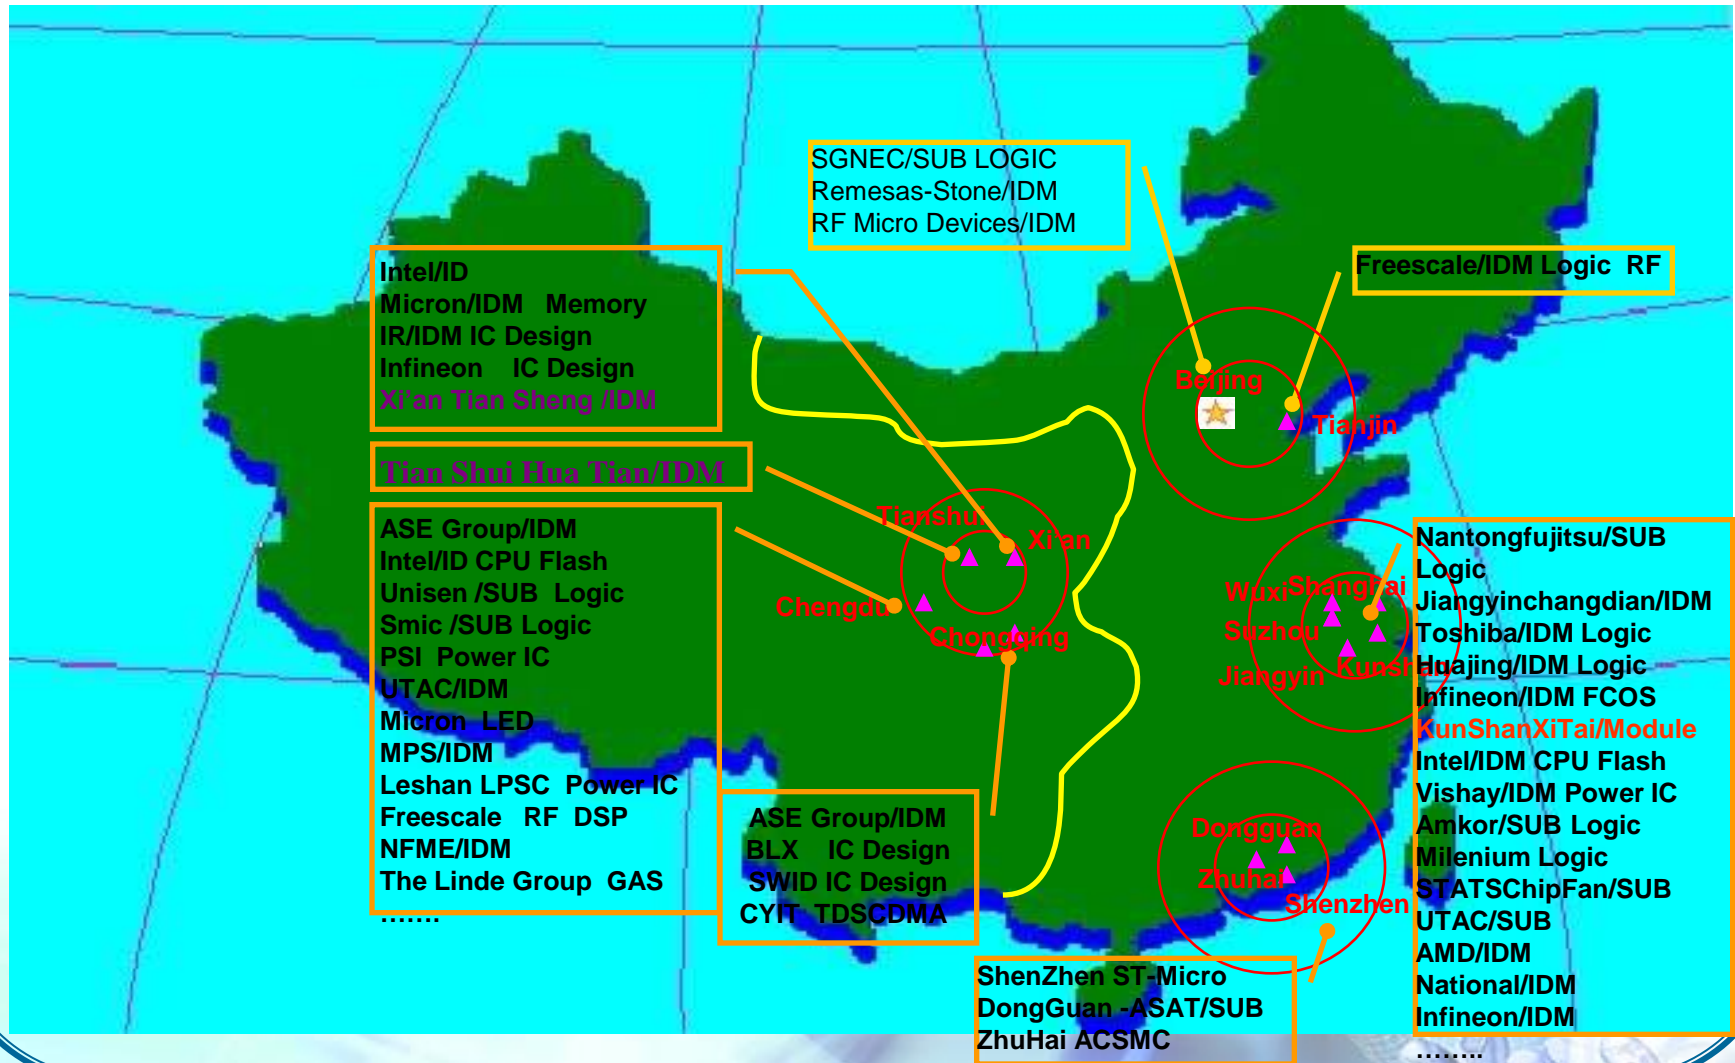 SGNEC/SUB LOGIC
Remesas-Stone/IDM
RF Micro Devices/IDM
Freescale/IDM Logic RF
Intel/ID
Micron/IDM Memory
IR/IDM IC Design
Infineon IC Design
Xi'an Tian Sheng /IDM
Beijing
Tianjin
Tian Shui Hua Tian/IDM
ASE Group/IDM
Intel/ID CPU Flash
Unisen /SUB Logic
Smic /SUB Logic
PSI Power IC
UTAC/IDM
Micron LED
MPS/IDM
Leshan LPSC Power IC
Freescale RF DSP
NFME/IDM
The Linde Group GAS
.......
Tianshui
Xi'an
Chengdu
Chongqing
Wuxi
Shanghai
Suzhou
Jiangyin
Kunshan
Nantongfujitsu/SUB
Logic
Jiangyinchangdian/IDM
Toshiba/IDM Logic
Huajing/IDM Logic
Infineon/IDM FCOS
KunShanXiTai/Module
Intel/IDM CPU Flash
Vishay/IDM Power IC
Amkor/SUB Logic
Milenium Logic
STATSChipFan/SUB
UTAC/SUB
AMD/IDM
National/IDM
Infineon/IDM
........
ASE Group/IDM
BLX IC Design
SWID IC Design
CYIT TDSCDMA
Dongguan
Zhuhai
Shenzhen
ShenZhen ST-Micro
DongGuan -ASAT/SUB
ZhuHai ACSMC